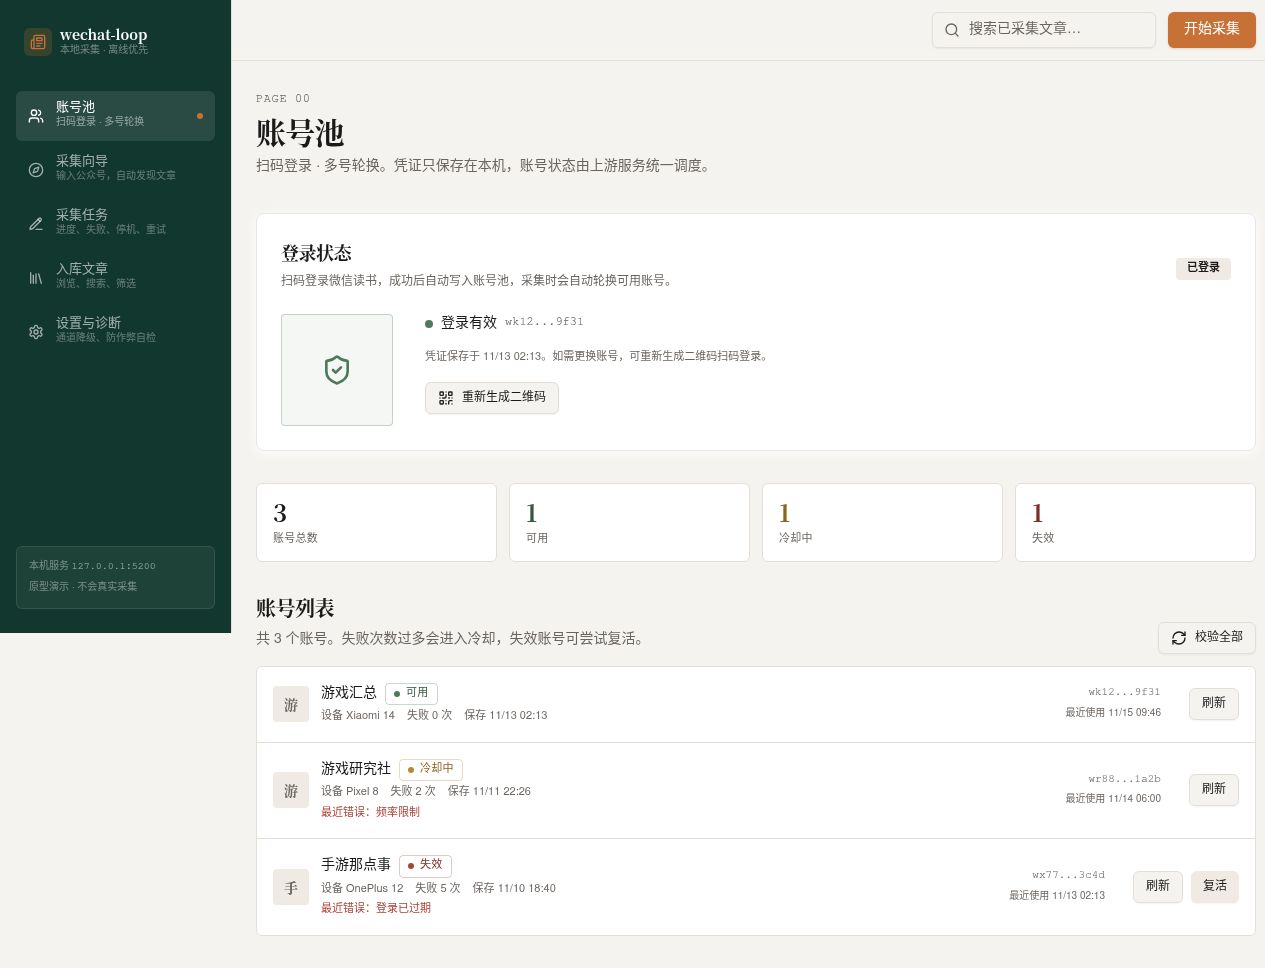 wechat-loop
本地采集 · 离线优先
账号池
扫码登录 · 多号轮换
采集向导
输入公众号，自动发现文章
采集任务
进度、失败、停机、重试
入库文章
浏览、搜索、筛选
设置与诊断
通道降级、防作弊自检
本机服务 127.0.0.1:5200
原型演示 · 不会真实采集
搜索已采集文章…
开始采集
PAGE 00
账号池
扫码登录 · 多号轮换。凭证只保存在本机，账号状态由上游服务统一调度。
登录状态
扫码登录微信读书，成功后自动写入账号池，采集时会自动轮换可用账号。
已登录
登录有效 wk12...9f31
凭证保存于 11/13 02:13。如需更换账号，可重新生成二维码扫码登录。
重新生成二维码
3
账号总数
1
可用
1
冷却中
1
失效
账号列表
共 3 个账号。失败次数过多会进入冷却，失效账号可尝试复活。
校验全部
游
游戏汇总 可用
设备 Xiaomi 14 失败 0 次 保存 11/13 02:13
wk12...9f31
最近使用 11/15 09:46
刷新
游
游戏研究社 冷却中
设备 Pixel 8 失败 2 次 保存 11/11 22:26
最近错误：频率限制
wr88...1a2b
最近使用 11/14 06:00
刷新
手
手游那点事 失效
设备 OnePlus 12 失败 5 次 保存 11/10 18:40
最近错误：登录已过期
wx77...3c4d
最近使用 11/13 02:13
刷新 复活